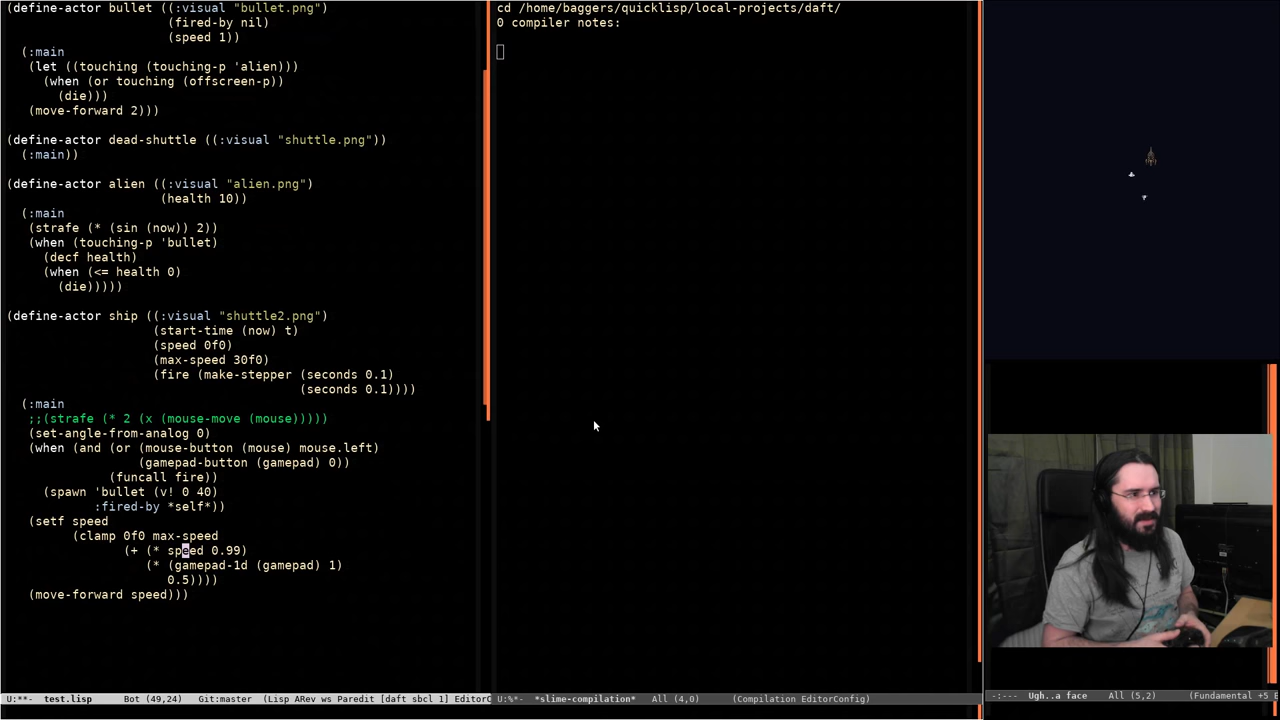 (define-actor bullet ((:visual "bullet.png")
(fired-by nil)
(speed 1))
(:main
(let ((touching (touching-p 'alien)))
(when (or touching (offscreen-p))
(die)))
(move-forward 2)))
(define-actor dead-shuttle ((:visual "shuttle.png"))
(:main))
(define-actor alien ((:visual "alien.png")
(health 10))
(:main
(strafe (* (sin (now)) 2))
(when (touching-p 'bullet)
(decf health)
(when (<= health 0)
(die)))))
(define-actor ship ((:visual "shuttle2.png")
(start-time (now) t)
(speed 0f0)
(max-speed 30f0)
(fire (make-stepper (seconds 0.1)
(seconds 0.1))))
(:main
;;(strafe (* 2 (x (mouse-move (mouse)))))
(set-angle-from-analog 0)
(when (and (or (mouse-button (mouse) mouse.left)
(gamepad-button (gamepad) 0))
(funcall fire))
(spawn 'bullet (v! 0 40)
:fired-by *self*))
(setf speed
(clamp 0f0 max-speed
(+ (* speed 0.99)
(* (gamepad-1d (gamepad) 1)
0.5))))
(move-forward speed)))
U:**- test.lisp Bot (49,24) Git:master (Lisp ARev ws Paredit [daft sbcl 1] EditorC
cd /home/baggers/quicklisp/local-projects/daft/
0 compiler notes:
U:%*- *slime-compilation* All (4,0) (Compilation EditorConfig)
-:--- Ugh..a face All (5,2) (Fundamental +5 E